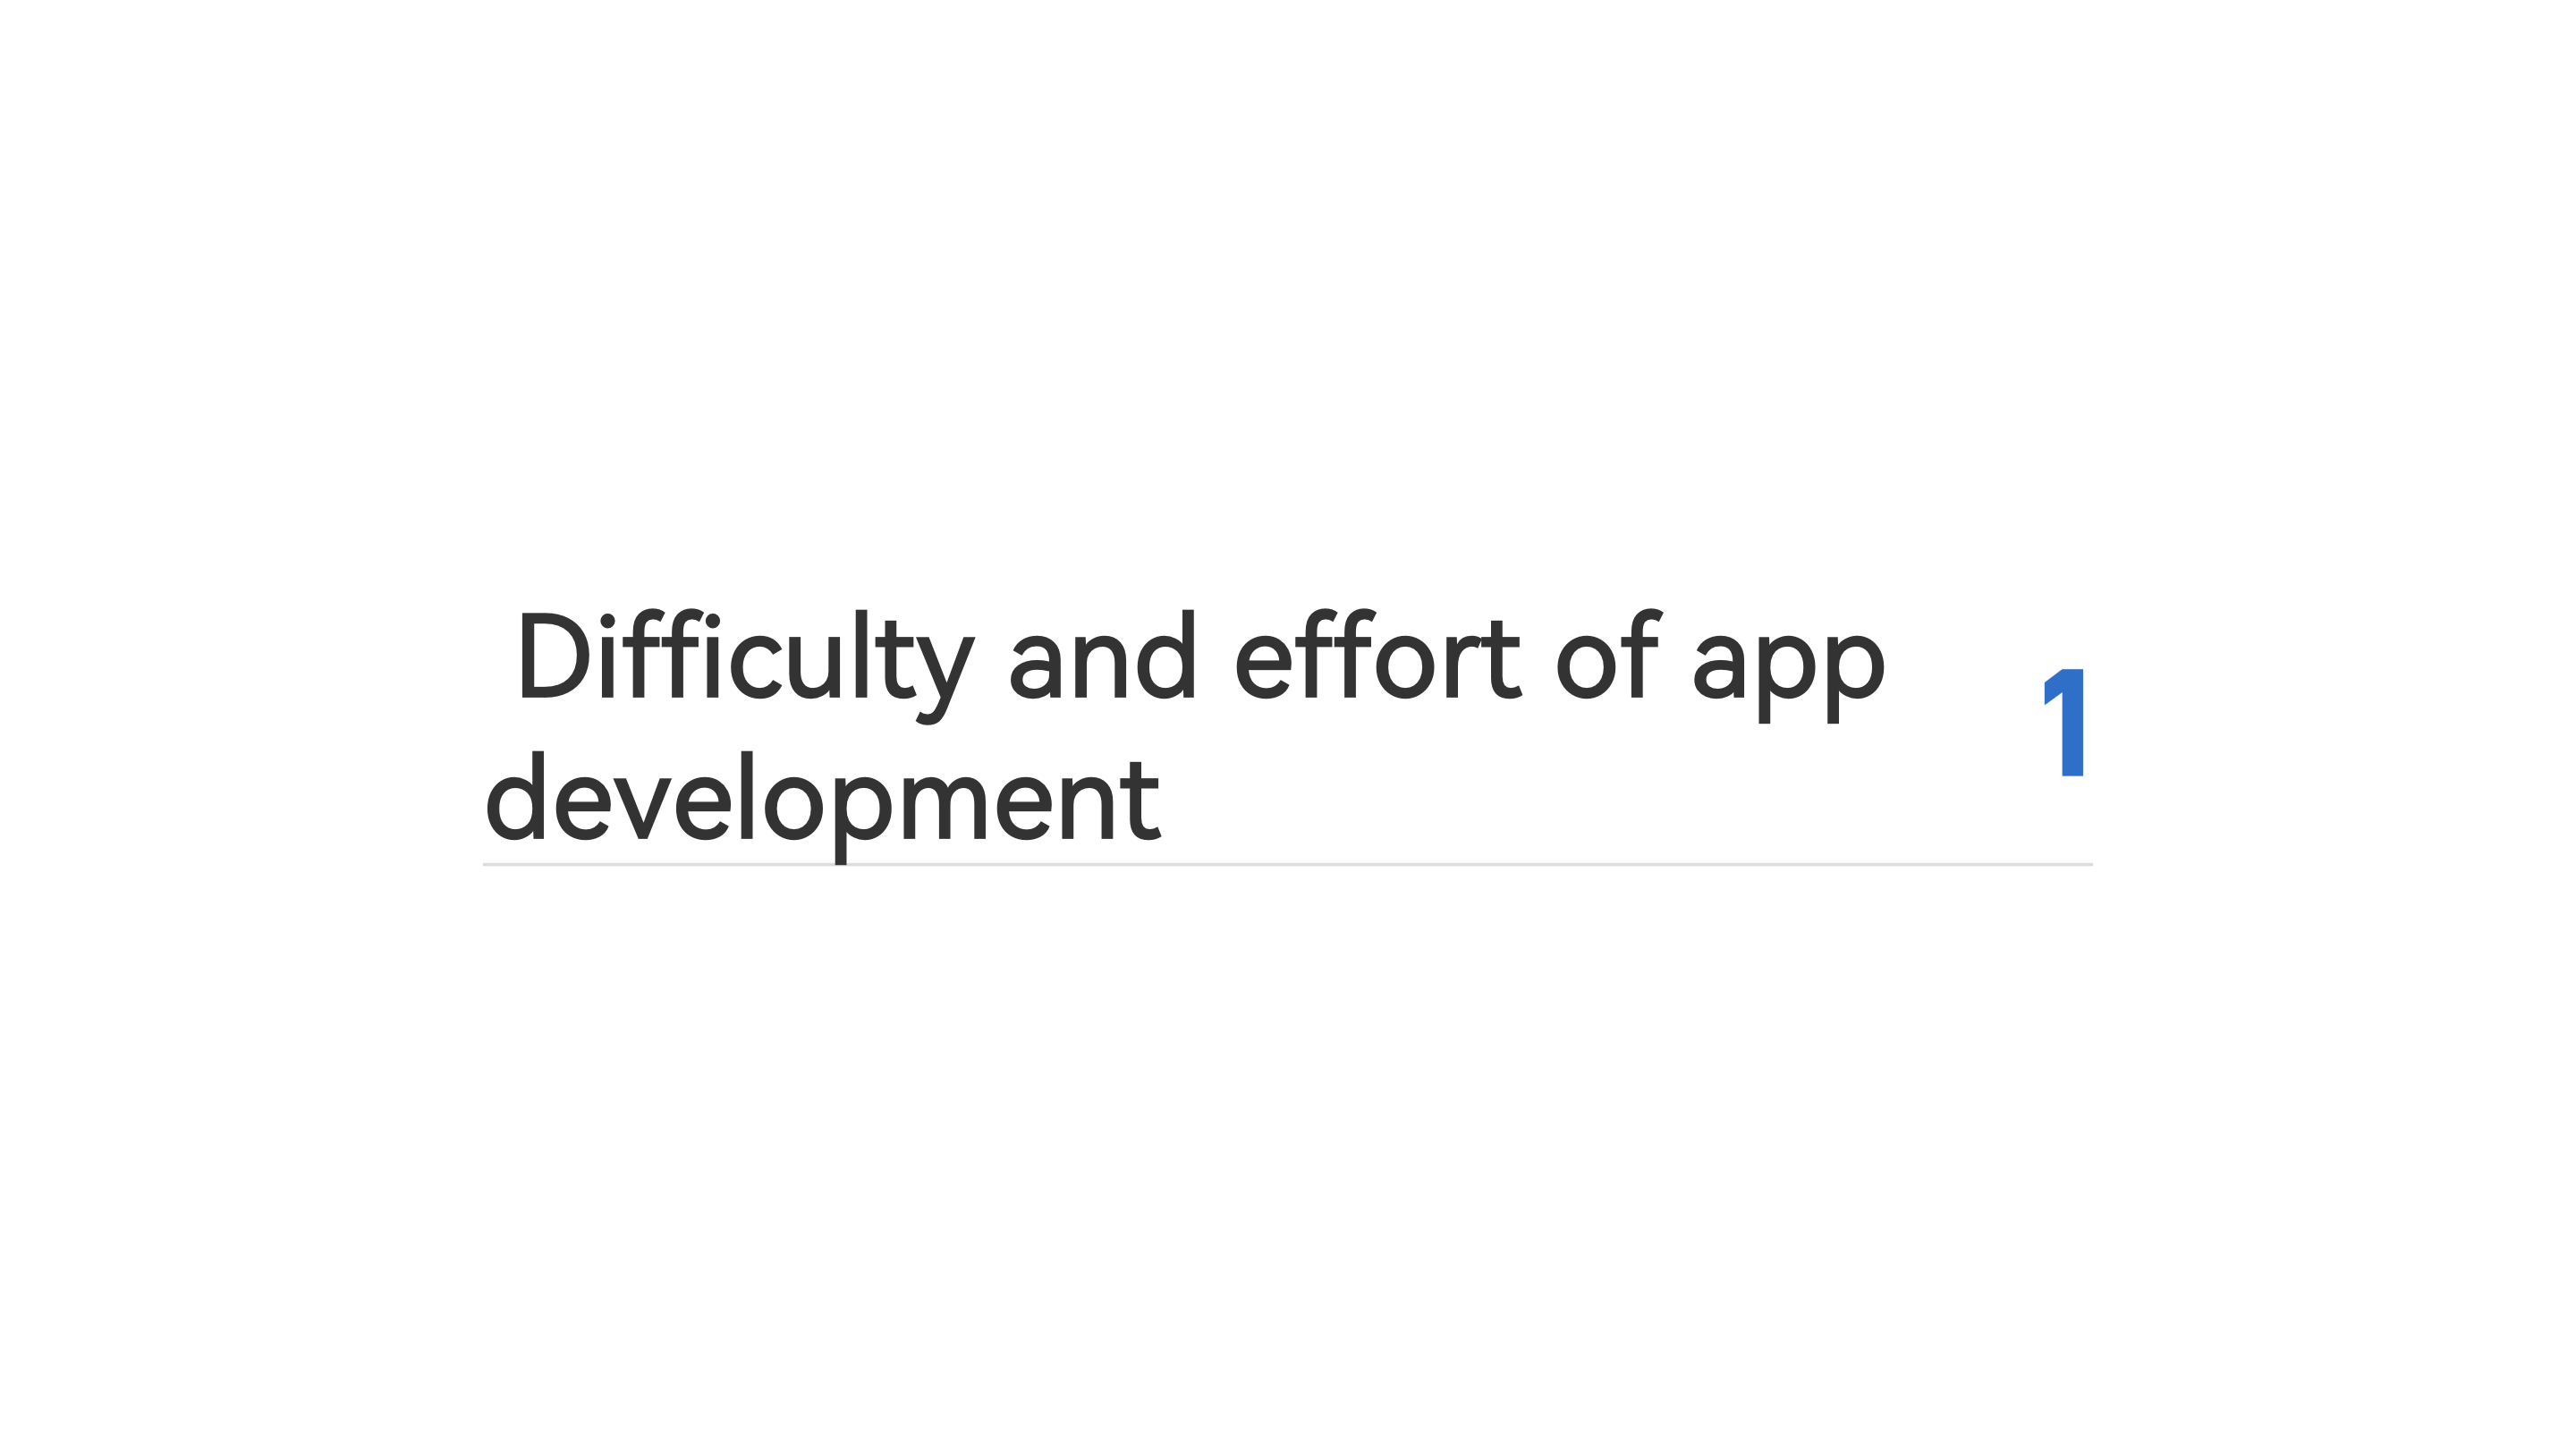 Difficulty and effort of app
development
1